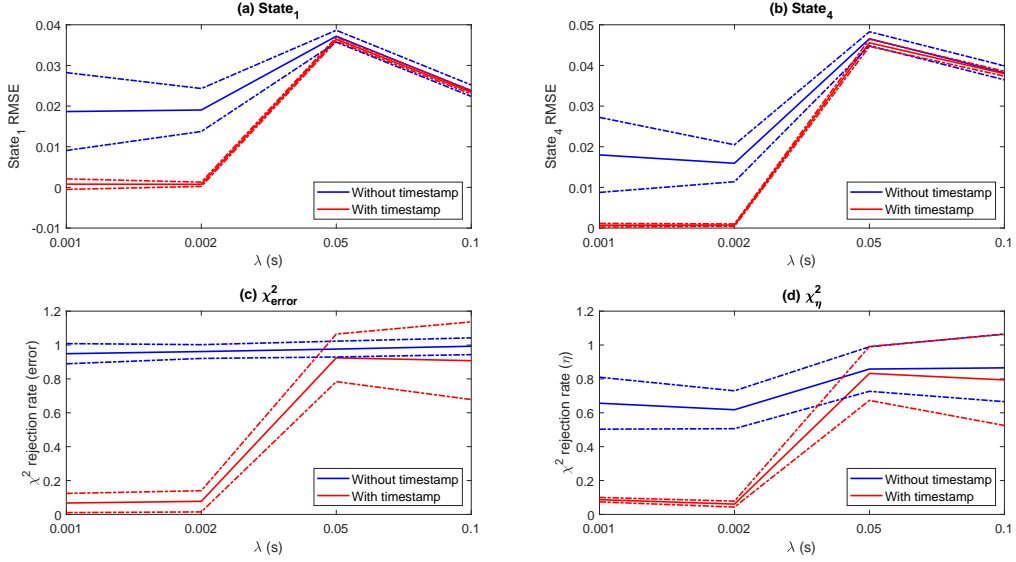 (a) State₁
State₁ RMSE
0.04
0.03
0.02
0.01
0
-0.01
0.001
0.002
0.05
0.1
λ (s)
Without timestamp
With timestamp
(b) State₄
State₄ RMSE
0.05
0.04
0.03
0.02
0.01
0
0.001
0.002
0.05
0.1
λ (s)
Without timestamp
With timestamp
(c) χ²error
χ² rejection rate (error)
1.2
1
0.8
0.6
0.4
0.2
0
0.001
0.002
0.05
0.1
λ (s)
Without timestamp
With timestamp
(d) χ²η
χ² rejection rate (η)
1.2
1
0.8
0.6
0.4
0.2
0
0.001
0.002
0.05
0.1
λ (s)
Without timestamp
With timestamp